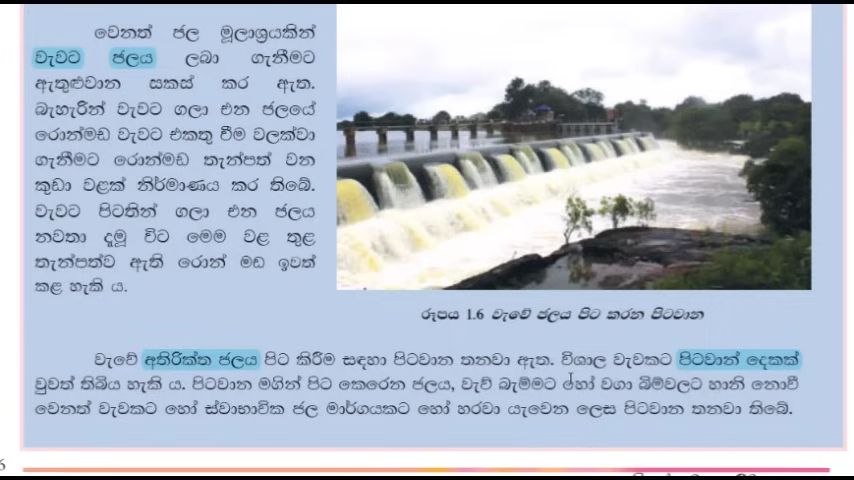 වෙනත් ජල මූලාශ්‍රයකින්
වැවට ජලය ලබා ගැනීමට
ඇතුළුවාන සකස් කර ඇත.
බැහැරින් වැවට ගලා එන ජලයේ
රොන්මඩ වැවට එකතු වීම වලක්වා
ගැනීමට රොන්මඩ තැන්පත් වන
කුඩා වළක් නිර්මාණය කර තිබේ.
වැවට පිටතින් ගලා එන ජලය
නවතා දැමූ විට මෙම වළ තුළ
තැන්පත්ව ඇති රොන් මඩ ඉවත්
කළ හැකි ය.
රූපය 1.6 වැවේ ජලය පිට කරන පිටවාන
වැවේ අතිරික්ත ජලය පිට කිරීම සඳහා පිටවාන තනවා ඇත. විශාල වැවකට පිටවාන් දෙකක්
වුවත් තිබිය හැකි ය. පිටවාන මගින් පිට කෙරෙන ජලය, වැව් බැම්මට හෝ වගා බිම්වලට හානි නොවී
වෙනත් වැවකට හෝ ස්වාභාවික ජල මාර්ගයකට හෝ හරවා යැවෙන ලෙස පිටවාන තනවා තිබේ.
6